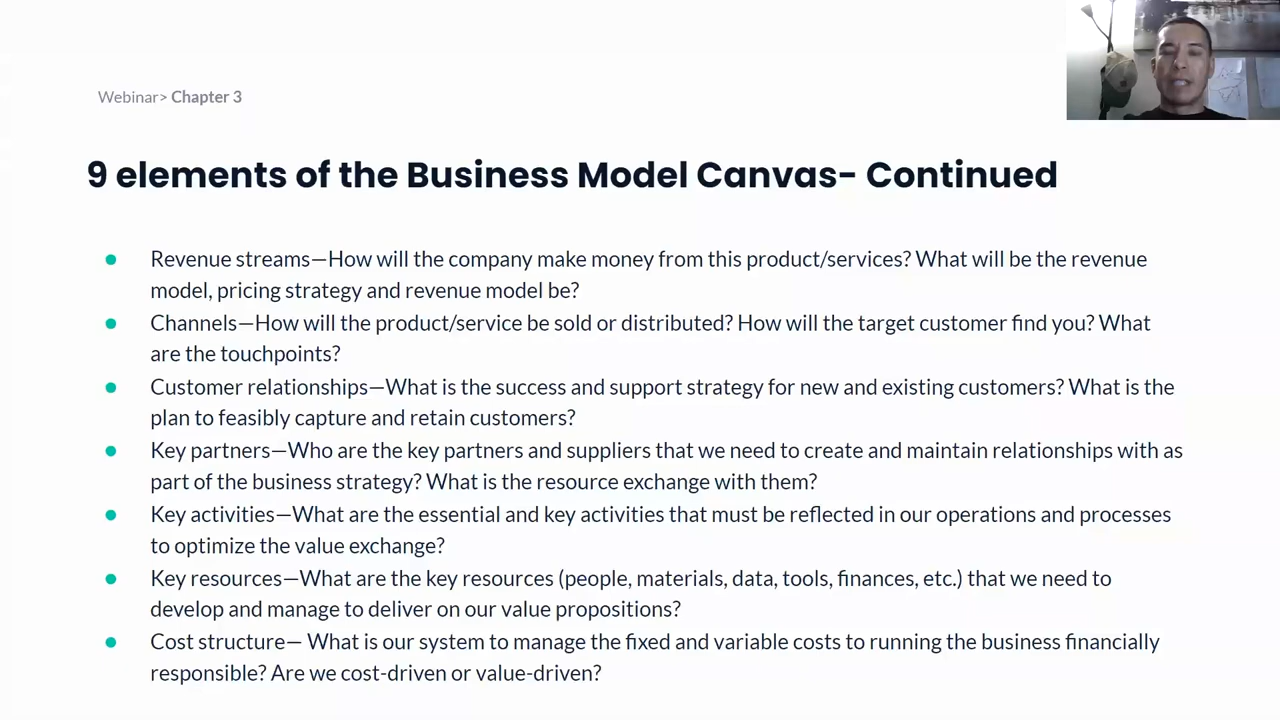 Webinar> Chapter 3
9 elements of the Business Model Canvas- Continued
Revenue streams—How will the company make money from this product/services? What will be the revenue
model, pricing strategy and revenue model be?
Channels—How will the product/service be sold or distributed? How will the target customer find you? What
are the touchpoints?
Customer relationships—What is the success and support strategy for new and existing customers? What is the
plan to feasibly capture and retain customers?
Key partners—Who are the key partners and suppliers that we need to create and maintain relationships with as
part of the business strategy? What is the resource exchange with them?
Key activities—What are the essential and key activities that must be reflected in our operations and processes
to optimize the value exchange?
Key resources—What are the key resources (people, materials, data, tools, finances, etc.) that we need to
develop and manage to deliver on our value propositions?
Cost structure— What is our system to manage the fixed and variable costs to running the business financially
responsible? Are we cost-driven or value-driven?